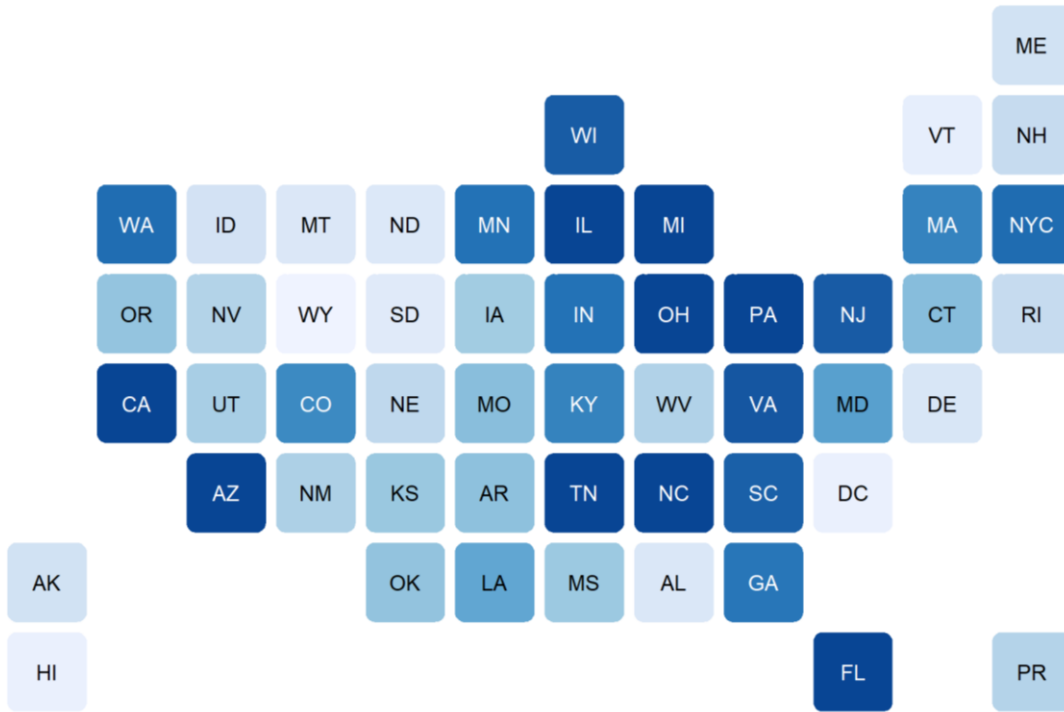 ME
WI VT NH
WA ID MT ND MN IL MI MA NYC
OR NV WY SD IA IN OH PA NJ CT RI
CA UT CO NE MO KY WV VA MD DE
AZ NM KS AR TN NC SC DC
AK OK LA MS AL GA
HI FL PR